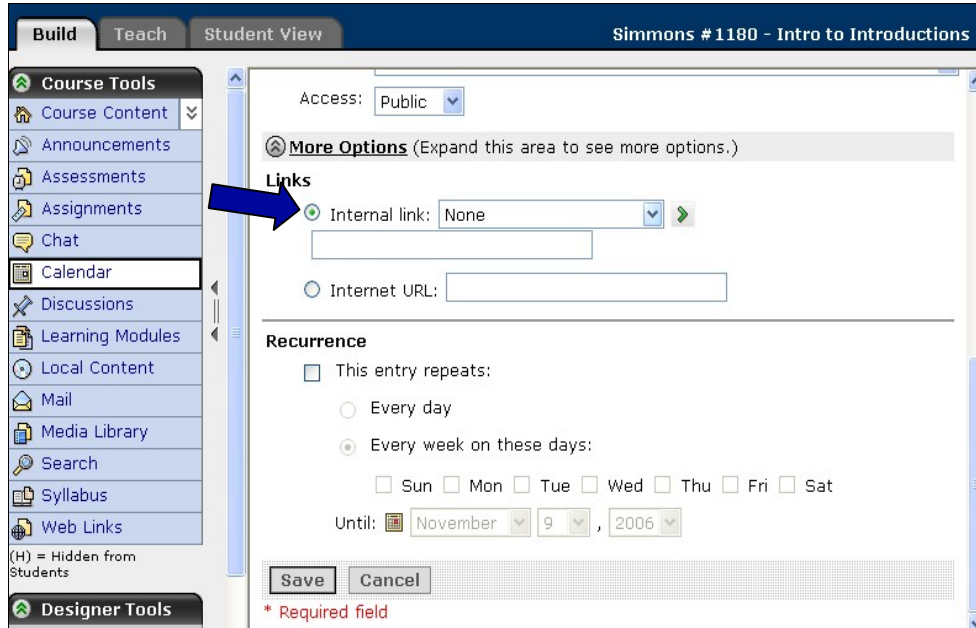 Build Teach Student View Simmons #1180 - Intro to Introductions
Course Tools
Course Content
Announcements
Assessments
Assignments
Chat
Calendar
Discussions
Learning Modules
Local Content
Mail
Media Library
Search
Syllabus
Web Links
(H) = Hidden from
Students
Designer Tools
Access: Public
More Options (Expand this area to see more options.)
Links
Internal link: None
Internet URL:
Recurrence
This entry repeats:
Every day
Every week on these days:
Sun Mon Tue Wed Thu Fri Sat
Until: November 9 , 2006
Save Cancel
* Required field